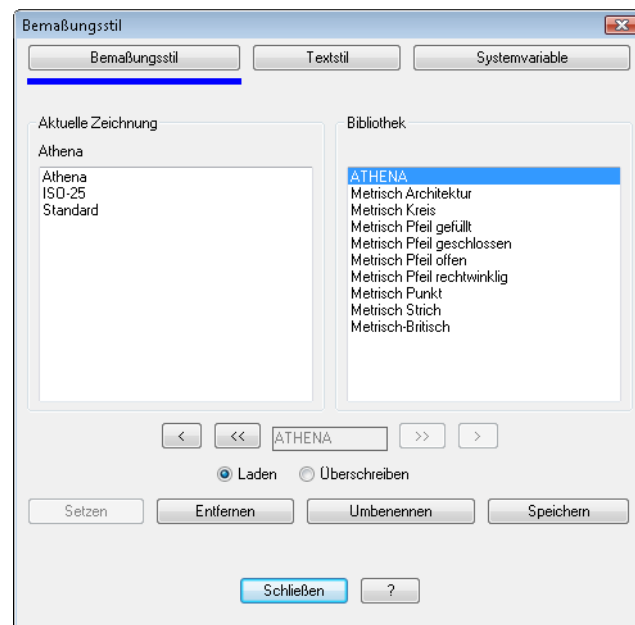 Bemaßungsstil
Bemaßungsstil Textstil Systemvariable
Aktuelle Zeichnung
Athena
Athena
ISO-25
Standard
Bibliothek
ATHENA
Metrisch Architektur
Metrisch Kreis
Metrisch Pfeil gefüllt
Metrisch Pfeil geschlossen
Metrisch Pfeil offen
Metrisch Pfeil rechtwinklig
Metrisch Punkt
Metrisch Strich
Metrisch-Britisch
< << ATHENA >> >
Laden Überschreiben
Setzen Entfernen Umbenennen Speichern
Schließen ?